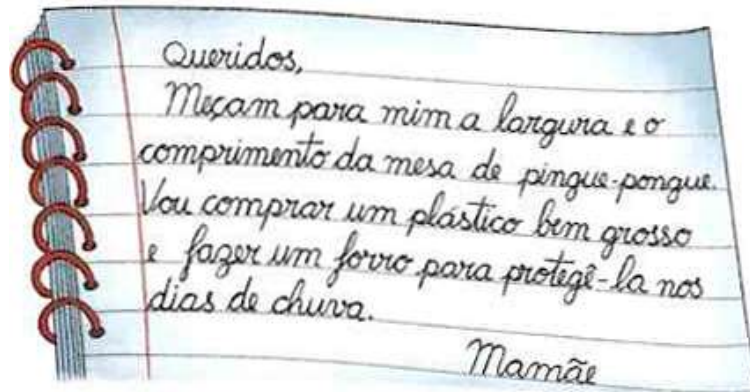 Queridos,
Meçam para mim a largura e o
comprimento da mesa de pingue-pongue.
Vou comprar um plástico bem grosso
e fazer um forro para protegê-la nos
dias de chuva.
Mamãe